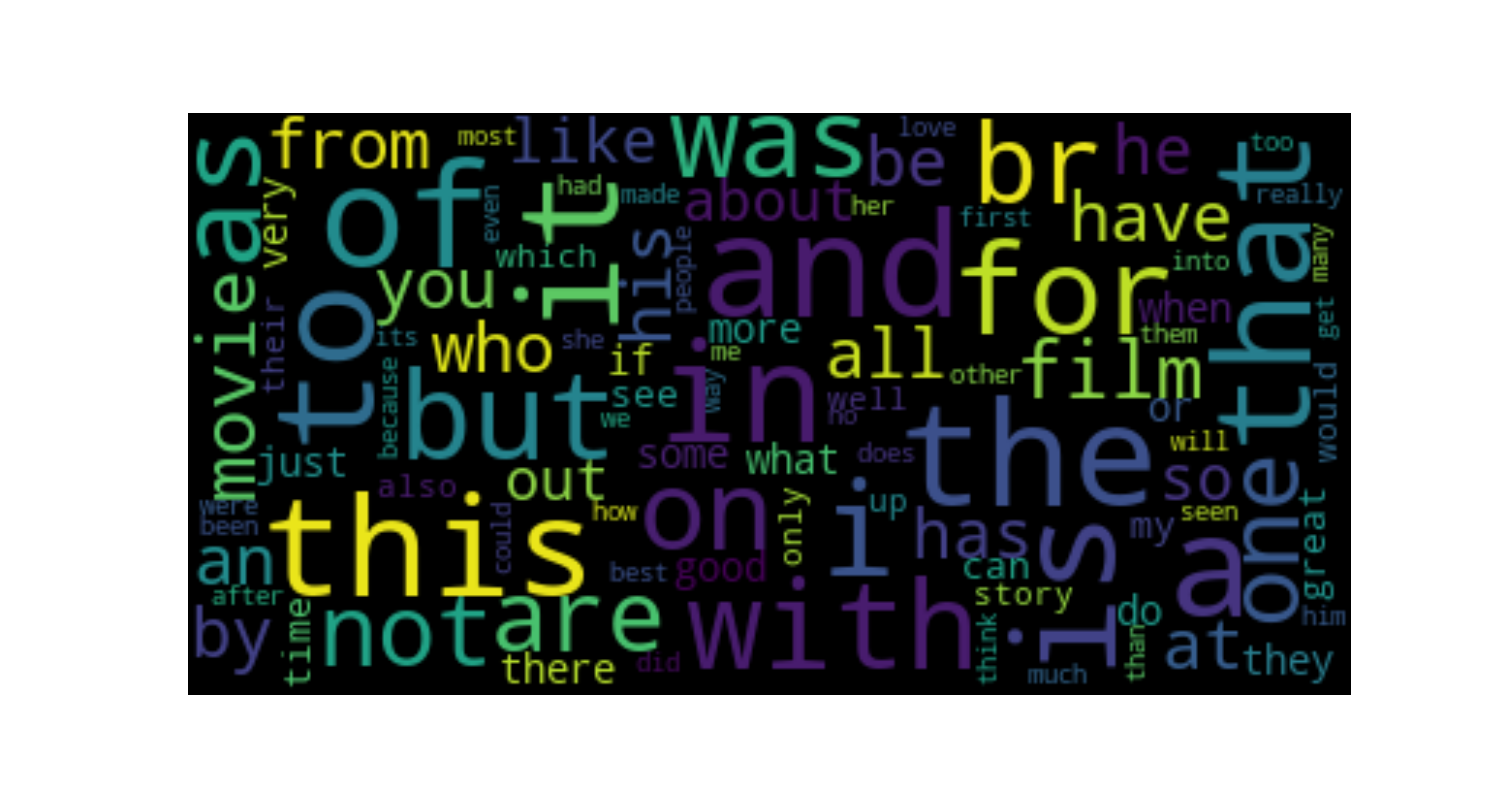 from
most
like
was
love
be
br
he
too
as
of
very
even
it
had
made
about
her
first
have
really
that
which
his
people
you
and
for
into
many
to
movie
their
its
who
she
if
more
me
when
them
get
all
film
other
because
but
see
we
way
in
well
no
the
or
would
just
some
what
does
will
so
one
also
out
were
been
this
how
could
on
only
i
up
has
is
my
seen
great
an
best
good
can
a
after
story
do
him
by
time
not
are
with
think
than
at
there
did
much
they